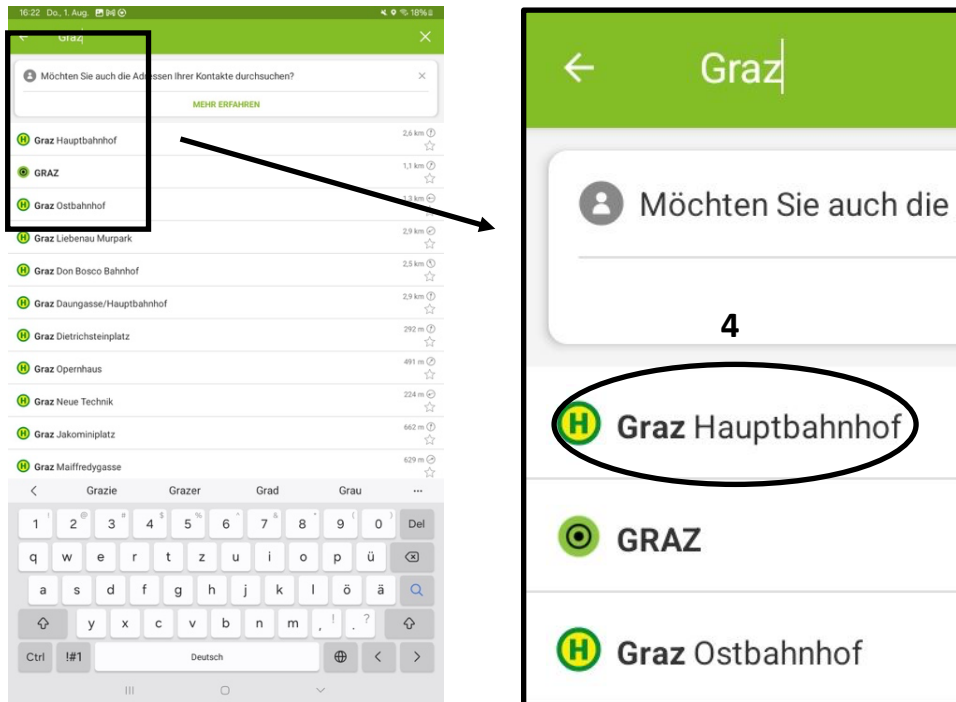 16:22 Do., 1. Aug. 18%
Graz
Möchten Sie auch die Adressen Ihrer Kontakte durchsuchen?
MEHR ERFAHREN
H Graz Hauptbahnhof 2,6 km
GRAZ 1,1 km
H Graz Ostbahnhof 1,3 km
H Graz Liebenau Murpark 2,9 km
H Graz Don Bosco Bahnhof 2,5 km
H Graz Daungasse/Hauptbahnhof 2,9 km
H Graz Dietrichsteinplatz 292 m
H Graz Opernhaus 491 m
H Graz Neue Technik 224 m
H Graz Jakominiplatz 662 m
H Graz Maiffredygasse 629 m
Grazie Grazer Grad Grau ...
1 ! 2 @ 3 # 4 $ 5 % 6 ^ 7 & 8 * 9 ( 0 ) Del
q w e r t z u i o p ü
a s d f g h j k l ö ä
y x c v b n m , ! . ?
Ctrl !#1 Deutsch < >
Graz
Möchten Sie auch die
4
H Graz Hauptbahnhof
GRAZ
H Graz Ostbahnhof